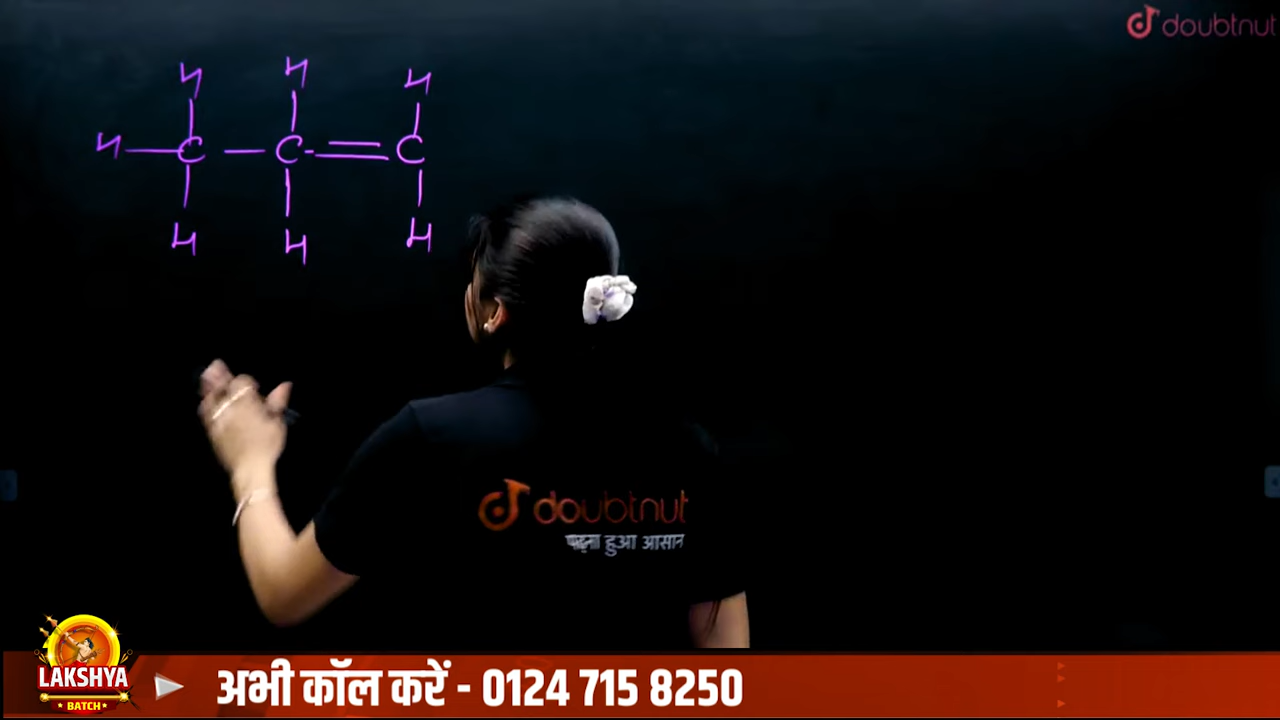 doubtnut
H H H
H — C — C = C
H H H
doubtnut
पढ़ना हुआ आसान
LAKSHYA
BATCH
अभी कॉल करें - 0124 715 8250